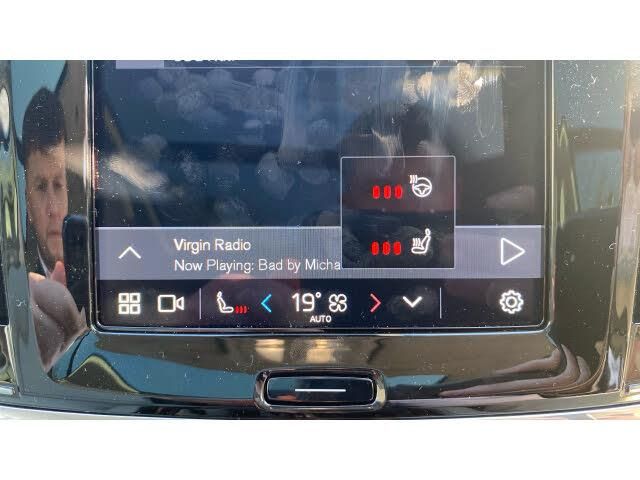 Virgin Radio
Now Playing: Bad by Micha
19°
AUTO